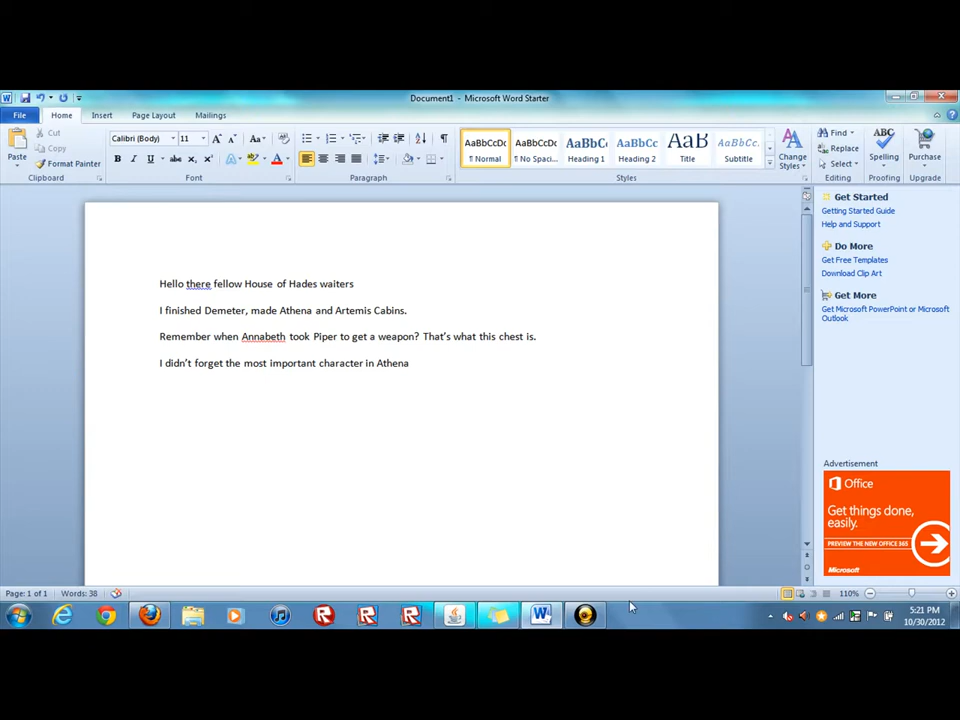 Document1 - Microsoft Word Starter
File Home Insert Page Layout Mailings
Paste
Cut
Copy
Format Painter
Clipboard
Calibri (Body) 11
Font
Paragraph
AaBbCcDc AaBbCcDc AaBbCc AaBbCc AaB AaBbCc.
¶ Normal ¶ No Spaci... Heading 1 Heading 2 Title Subtitle
Change Styles
Styles
Find
Replace
Select
Editing
ABC
Spelling
Proofing
Purchase
Upgrade
Hello there fellow House of Hades waiters
I finished Demeter, made Athena and Artemis Cabins.
Remember when Annabeth took Piper to get a weapon? That's what this chest is.
I didn't forget the most important character in Athena
Get Started
Getting Started Guide
Help and Support
Do More
Get Free Templates
Download Clip Art
Get More
Get Microsoft PowerPoint or Microsoft
Outlook
Advertisement
Office
Get things done,
easily.
PREVIEW THE NEW OFFICE 365
Microsoft
Page: 1 of 1 Words: 38 110%
5:21 PM
10/30/2012